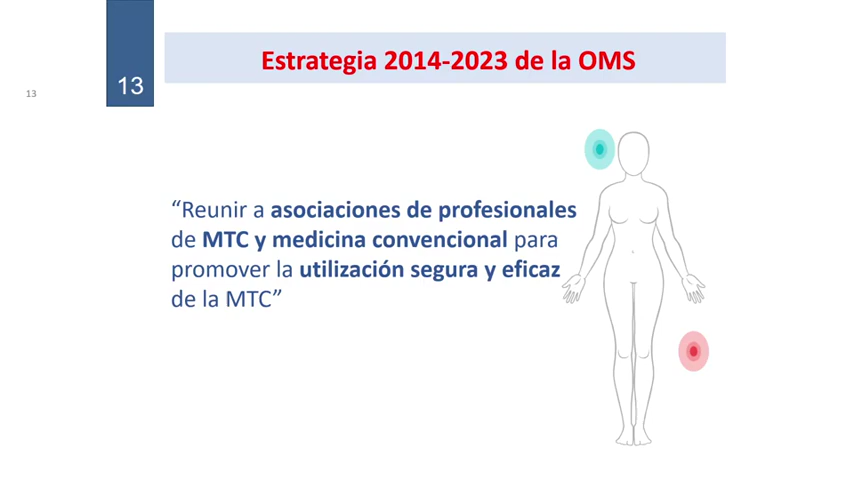 13
13
Estrategia 2014-2023 de la OMS
“Reunir a asociaciones de profesionales
de MTC y medicina convencional para
promover la utilización segura y eficaz
de la MTC”